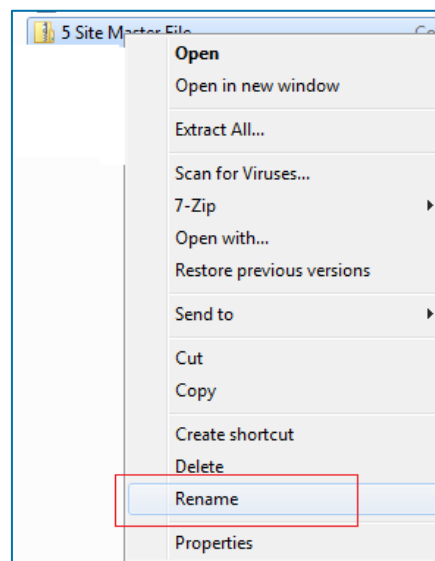 5 Site Master File Co
Open
Open in new window
Extract All...
Scan for Viruses...
7-Zip
Open with...
Restore previous versions
Send to
Cut
Copy
Create shortcut
Delete
Rename
Properties